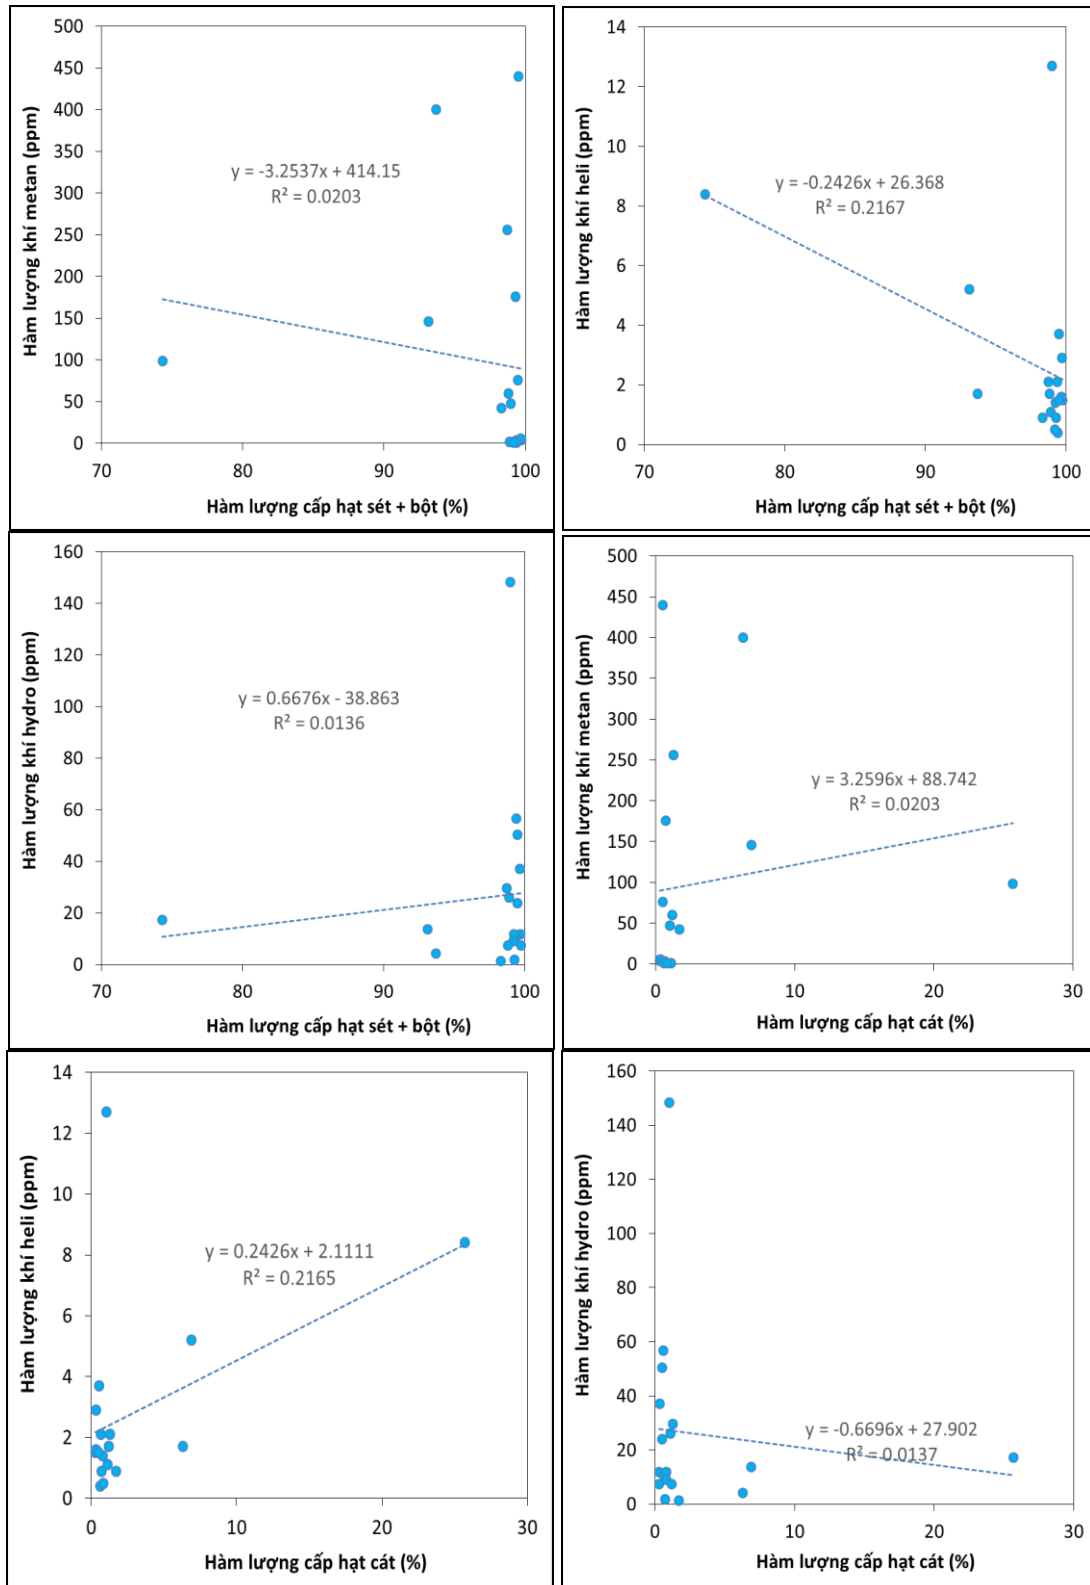 500
450
400
350
300
250
200
150
100
50
0
Hàm lượng khí metan (ppm)
y = -3.2537x + 414.15
R² = 0.0203
70 80 90 100
Hàm lượng cấp hạt sét + bột (%)
14
12
10
8
6
4
2
0
Hàm lượng khí heli (ppm)
y = -0.2426x + 26.368
R² = 0.2167
70 80 90 100
Hàm lượng cấp hạt sét + bột (%)
160
140
120
100
80
60
40
20
0
Hàm lượng khí hydro (ppm)
y = 0.6676x - 38.863
R² = 0.0136
70 80 90 100
Hàm lượng cấp hạt sét + bột (%)
500
450
400
350
300
250
200
150
100
50
0
Hàm lượng khí metan (ppm)
y = 3.2596x + 88.742
R² = 0.0203
0 10 20 30
Hàm lượng cấp hạt cát (%)
14
12
10
8
6
4
2
0
Hàm lượng khí heli (ppm)
y = 0.2426x + 2.1111
R² = 0.2165
0 10 20 30
Hàm lượng cấp hạt cát (%)
160
140
120
100
80
60
40
20
0
Hàm lượng khí hydro (ppm)
y = -0.6696x + 27.902
R² = 0.0137
0 10 20 30
Hàm lượng cấp hạt cát (%)